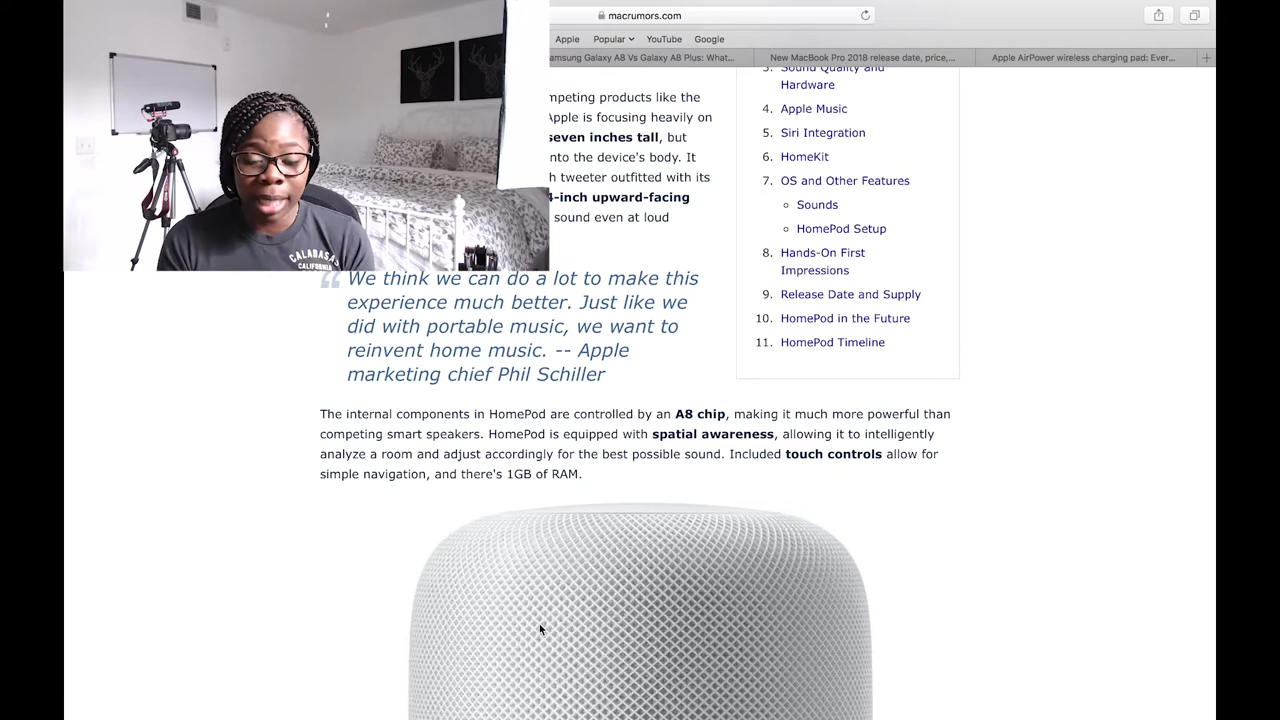 macrumors.com
Apple Popular YouTube Google
amsung Galaxy A8 Vs Galaxy A8 Plus: What...
New MacBook Pro 2018 release date, price,...
Apple AirPower wireless charging pad: Ever...
mpeting products like the
Apple is focusing heavily on
seven inches tall, but
nto the device's body. It
h tweeter outfitted with its
4-inch upward-facing
sound even at loud
Sound Quality and
Hardware
4. Apple Music
5. Siri Integration
6. HomeKit
7. OS and Other Features
Sounds
HomePod Setup
8. Hands-On First
Impressions
9. Release Date and Supply
10. HomePod in the Future
11. HomePod Timeline
CALABASAS
CALIFORNIA
“ We think we can do a lot to make this
experience much better. Just like we
did with portable music, we want to
reinvent home music. -- Apple
marketing chief Phil Schiller
The internal components in HomePod are controlled by an A8 chip, making it much more powerful than
competing smart speakers. HomePod is equipped with spatial awareness, allowing it to intelligently
analyze a room and adjust accordingly for the best possible sound. Included touch controls allow for
simple navigation, and there's 1GB of RAM.